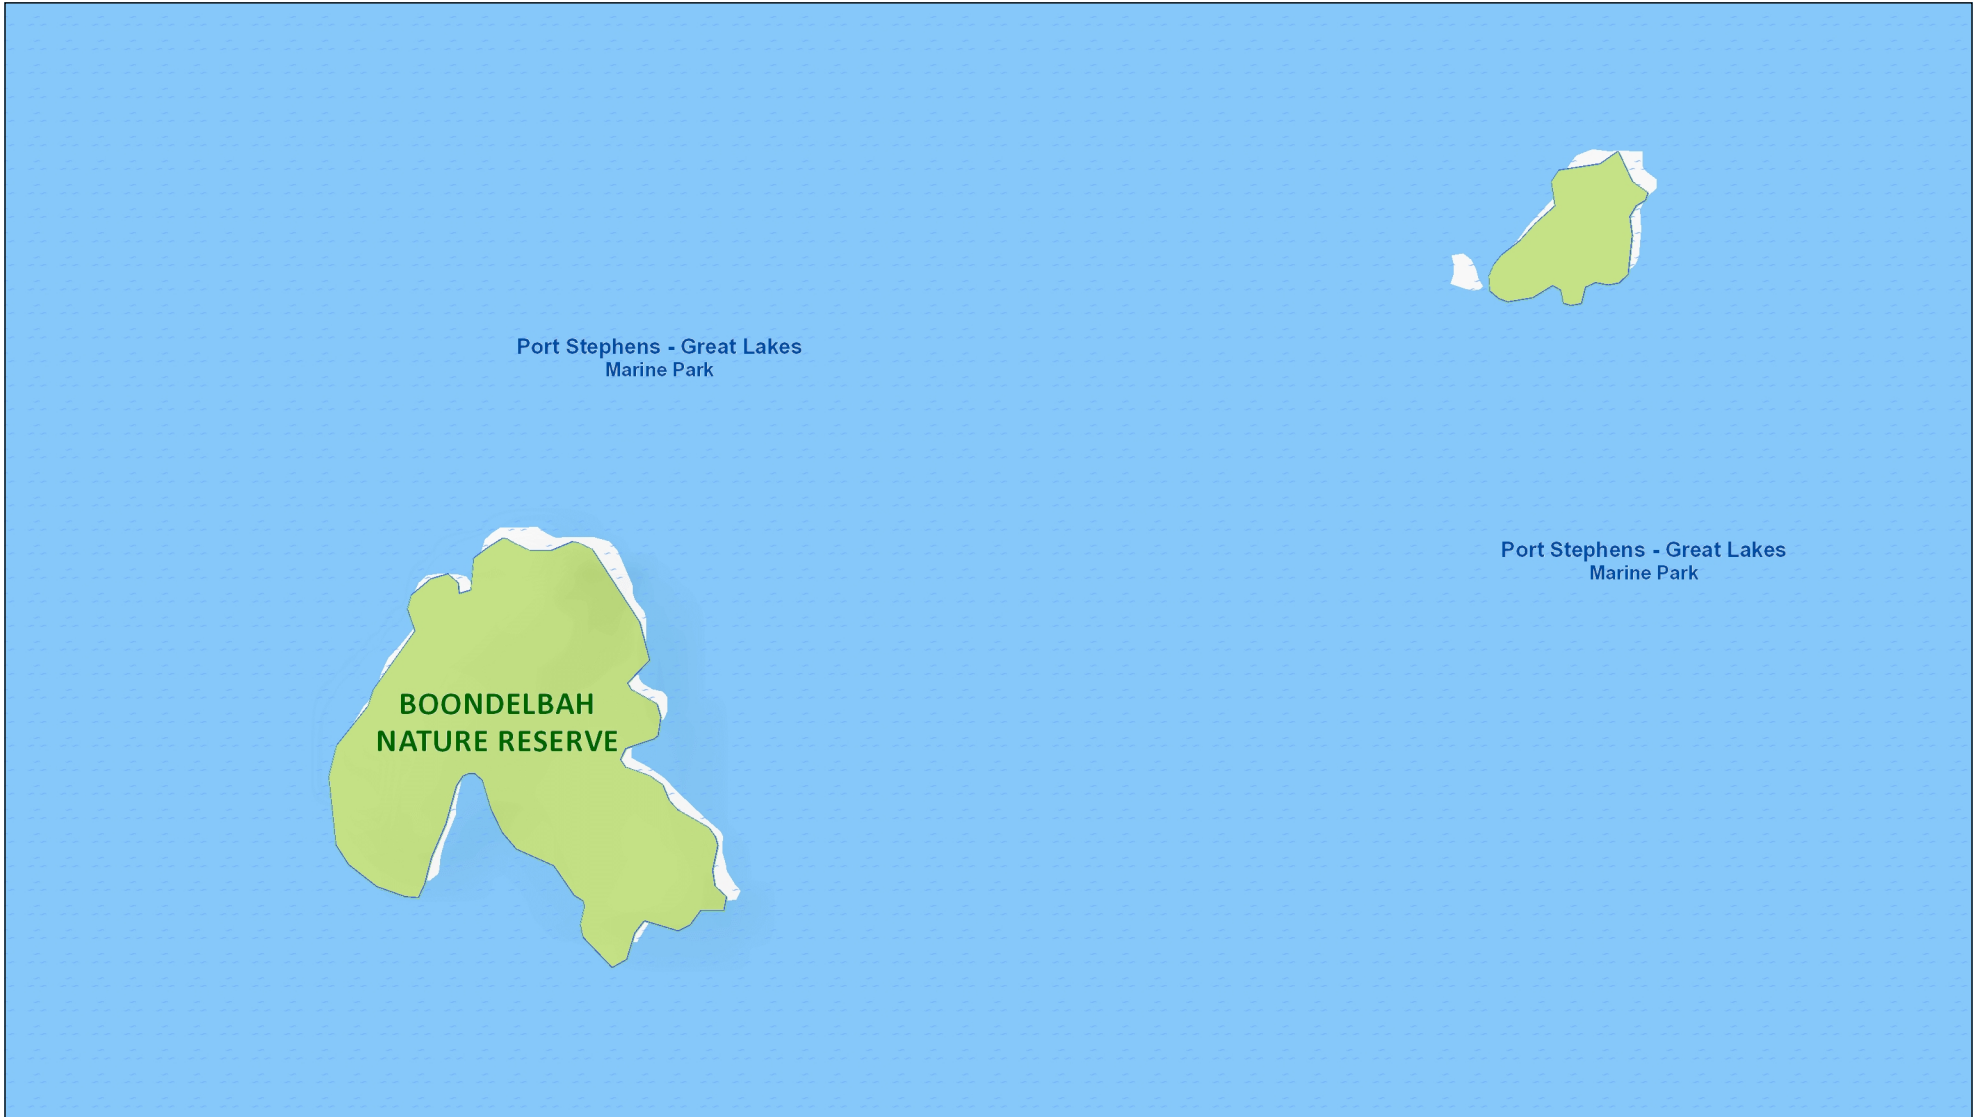 Port Stephens - Great Lakes
Marine Park
Port Stephens - Great Lakes
Marine Park
BOONDELBAH
NATURE RESERVE